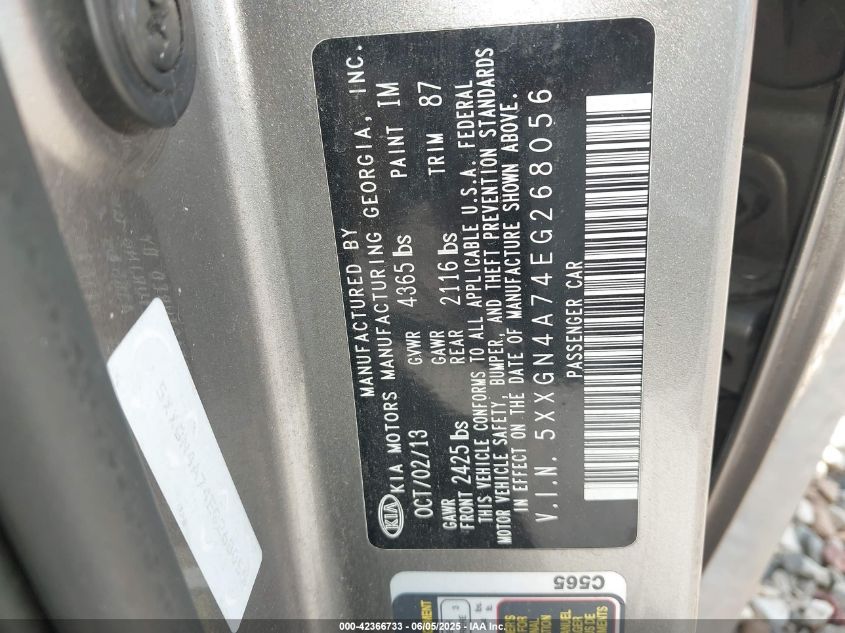 MANUFACTURED BY
KIA KIA MOTORS MANUFACTURING GEORGIA, INC.
OCT/02/13 GVWR 4365 lbs PAINT IM
GAWR FRONT 2425 lbs GAWR REAR 2116 lbs TRIM 87
THIS VEHICLE CONFORMS TO ALL APPLICABLE U.S.A. FEDERAL
MOTOR VEHICLE SAFETY, BUMPER, AND THEFT PREVENTION STANDARDS
IN EFFECT ON THE DATE OF MANUFACTURE SHOWN ABOVE.
V.I.N. 5XXGN4A74EG268056
PASSENGER CAR
C565
000-42366733 - 06/05/2025 - IAA, Inc.